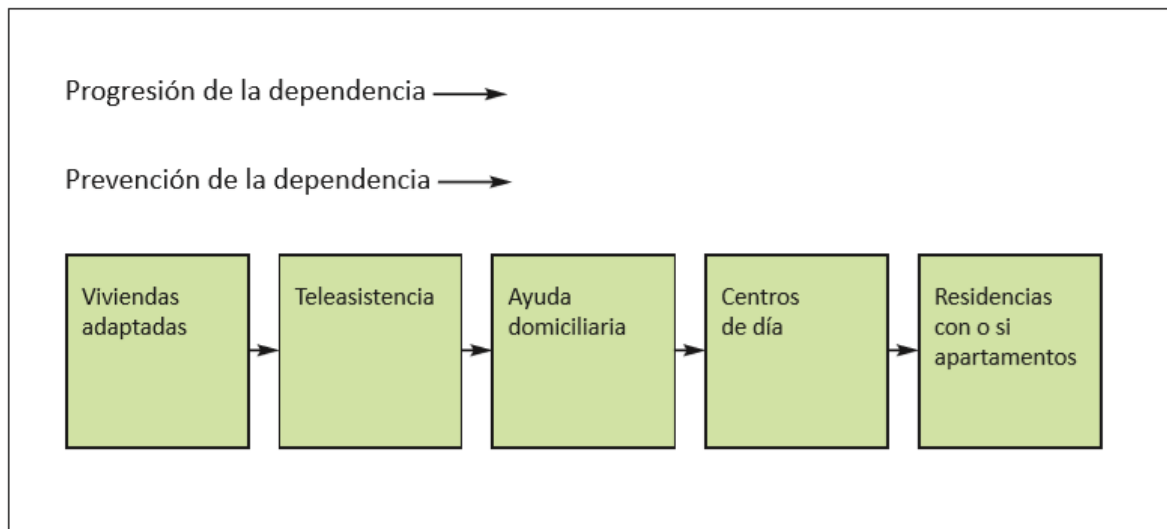 Progresión de la dependencia
Prevención de la dependencia
Viviendas
adaptadas
Teleasistencia
Ayuda
domiciliaria
Centros
de día
Residencias
con o si
apartamentos